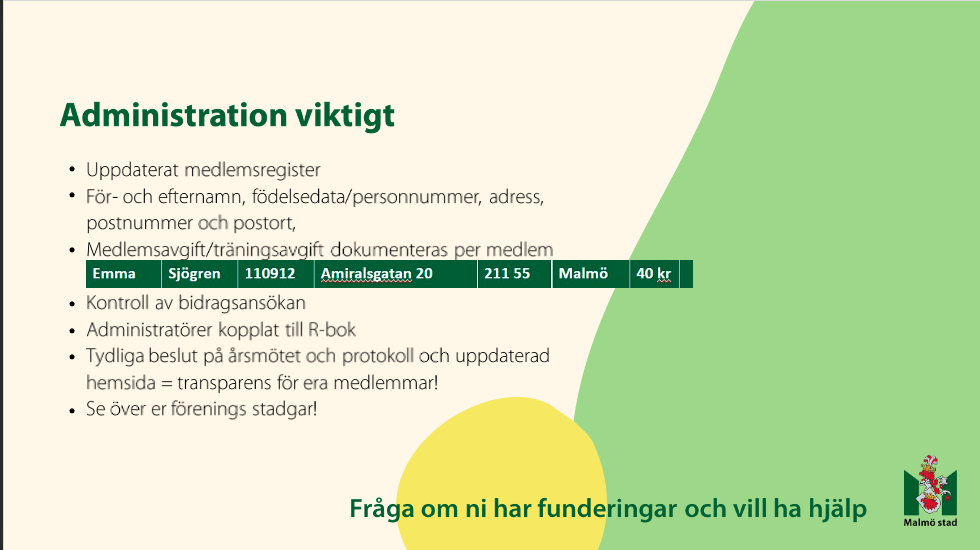 Administration viktigt
• Uppdaterat medlemsregister
• För- och efternamn, födelsedata/personnummer, adress,
postnummer och postort,
• Medlemsavgift/träningsavgift dokumenteras per medlem
Emma Sjögren 110912 Amiralsgatan 20 211 55 Malmö 40 kr
• Kontroll av bidragsansökan
• Administratörer kopplat till R-bok
• Tydliga beslut på årsmötet och protokoll och uppdaterad
hemsida = transparens för era medlemmar!
• Se över er förenings stadgar!
Fråga om ni har funderingar och vill ha hjälp
Malmö stad